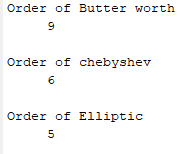 Order of Butter worth
9
Order of chebyshev
6
Order of Elliptic
5